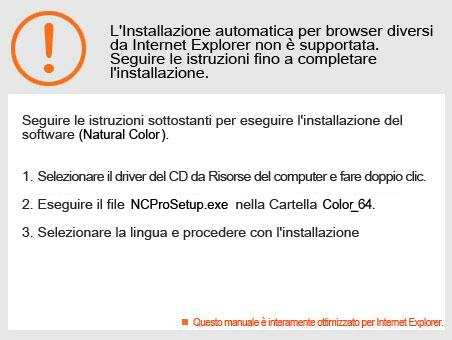 L'Installazione automatica per browser diversi
da Internet Explorer non è supportata.
Seguire le istruzioni fino a completare
l'installazione.
Seguire le istruzioni sottostanti per eseguire l'installazione del
software (Natural Color).
1. Selezionare il driver del CD da Risorse del computer e fare doppio clic.
2. Eseguire il file NCProSetup.exe nella Cartella Color_64.
3. Selezionare la lingua e procedere con l'installazione
Questo manuale è interamente ottimizzato per Internet Explorer.